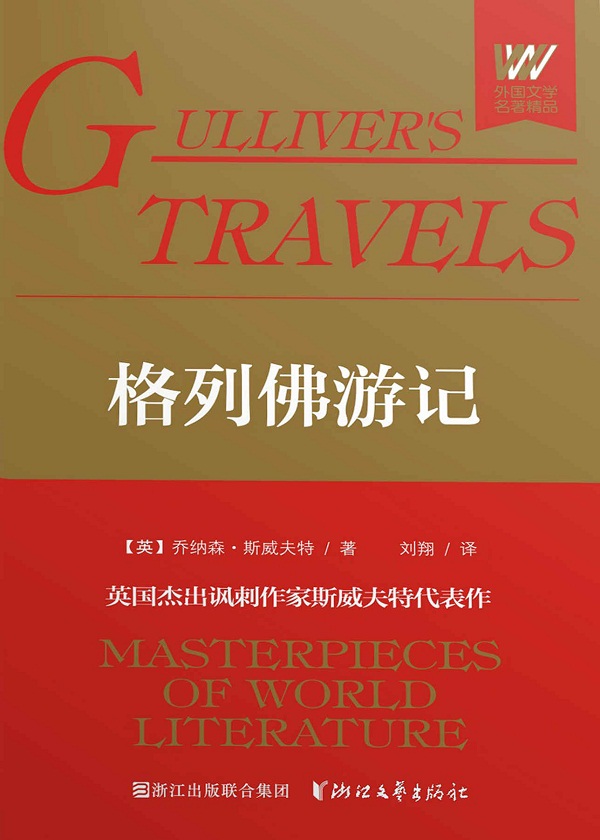 外国文学
名著精品
GULLIVER'S
TRAVELS
格列佛游记
【英】乔纳森·斯威夫特 / 著 刘翔 / 译
英国杰出讽刺作家斯威夫特代表作
MASTERPIECES
OF WORLD
LITERATURE
浙江出版联合集团 浙江文艺出版社